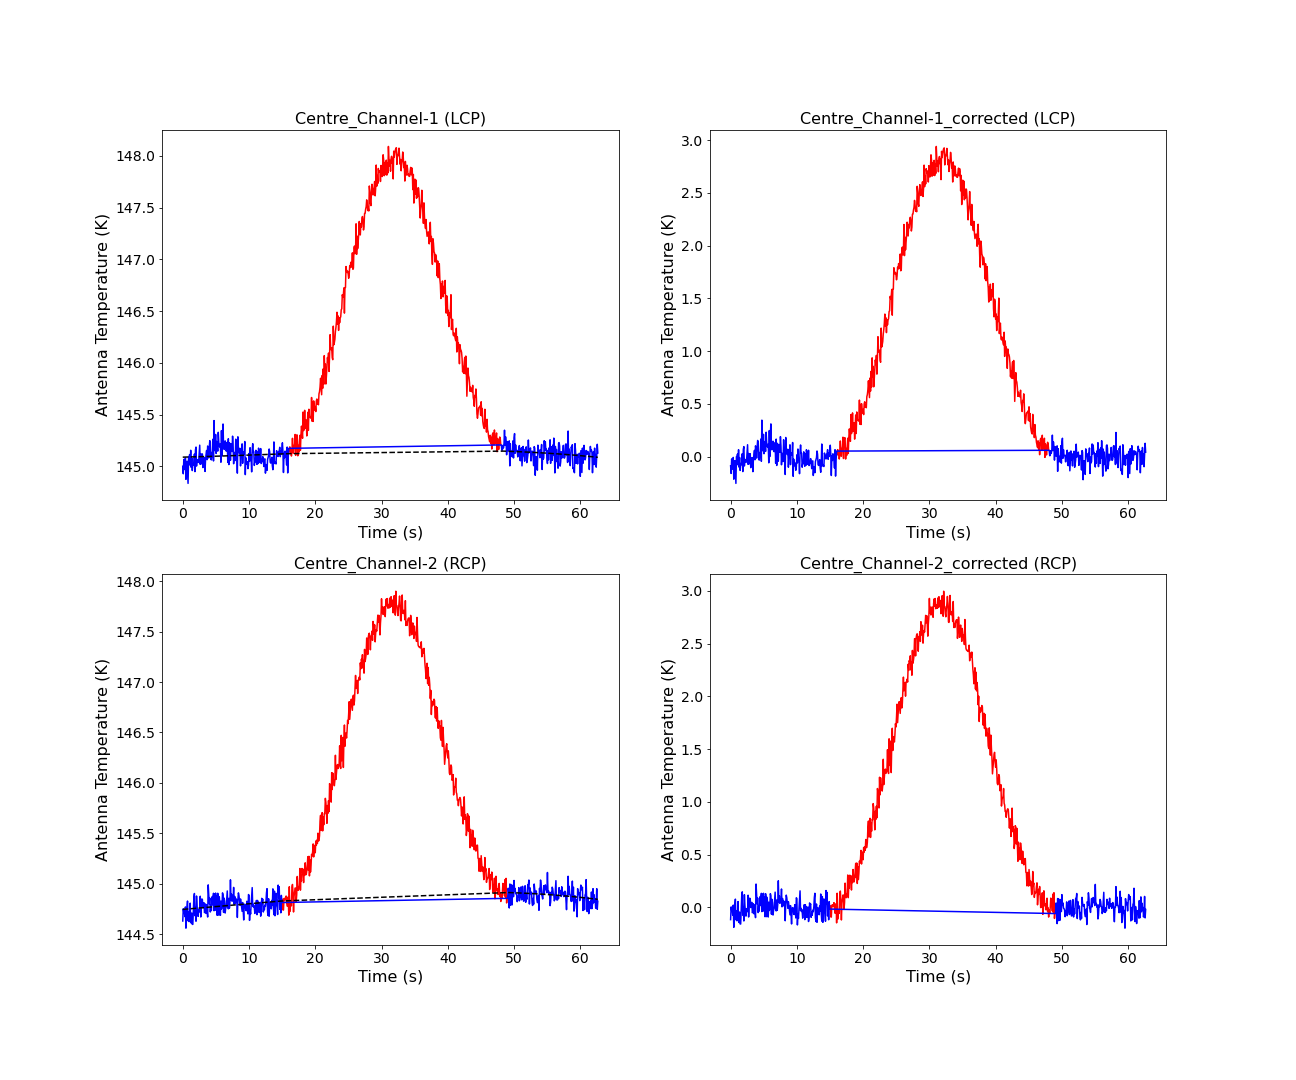 Centre_Channel-1 (LCP)
148.0
147.5
147.0
146.5
146.0
145.5
145.0
Antenna Temperature (K)
0 10 20 30 40 50 60
Time (s)
Centre_Channel-1_corrected (LCP)
3.0
2.5
2.0
1.5
1.0
0.5
0.0
Antenna Temperature (K)
0 10 20 30 40 50 60
Time (s)
Centre_Channel-2 (RCP)
148.0
147.5
147.0
146.5
146.0
145.5
145.0
144.5
Antenna Temperature (K)
0 10 20 30 40 50 60
Time (s)
Centre_Channel-2_corrected (RCP)
3.0
2.5
2.0
1.5
1.0
0.5
0.0
Antenna Temperature (K)
0 10 20 30 40 50 60
Time (s)